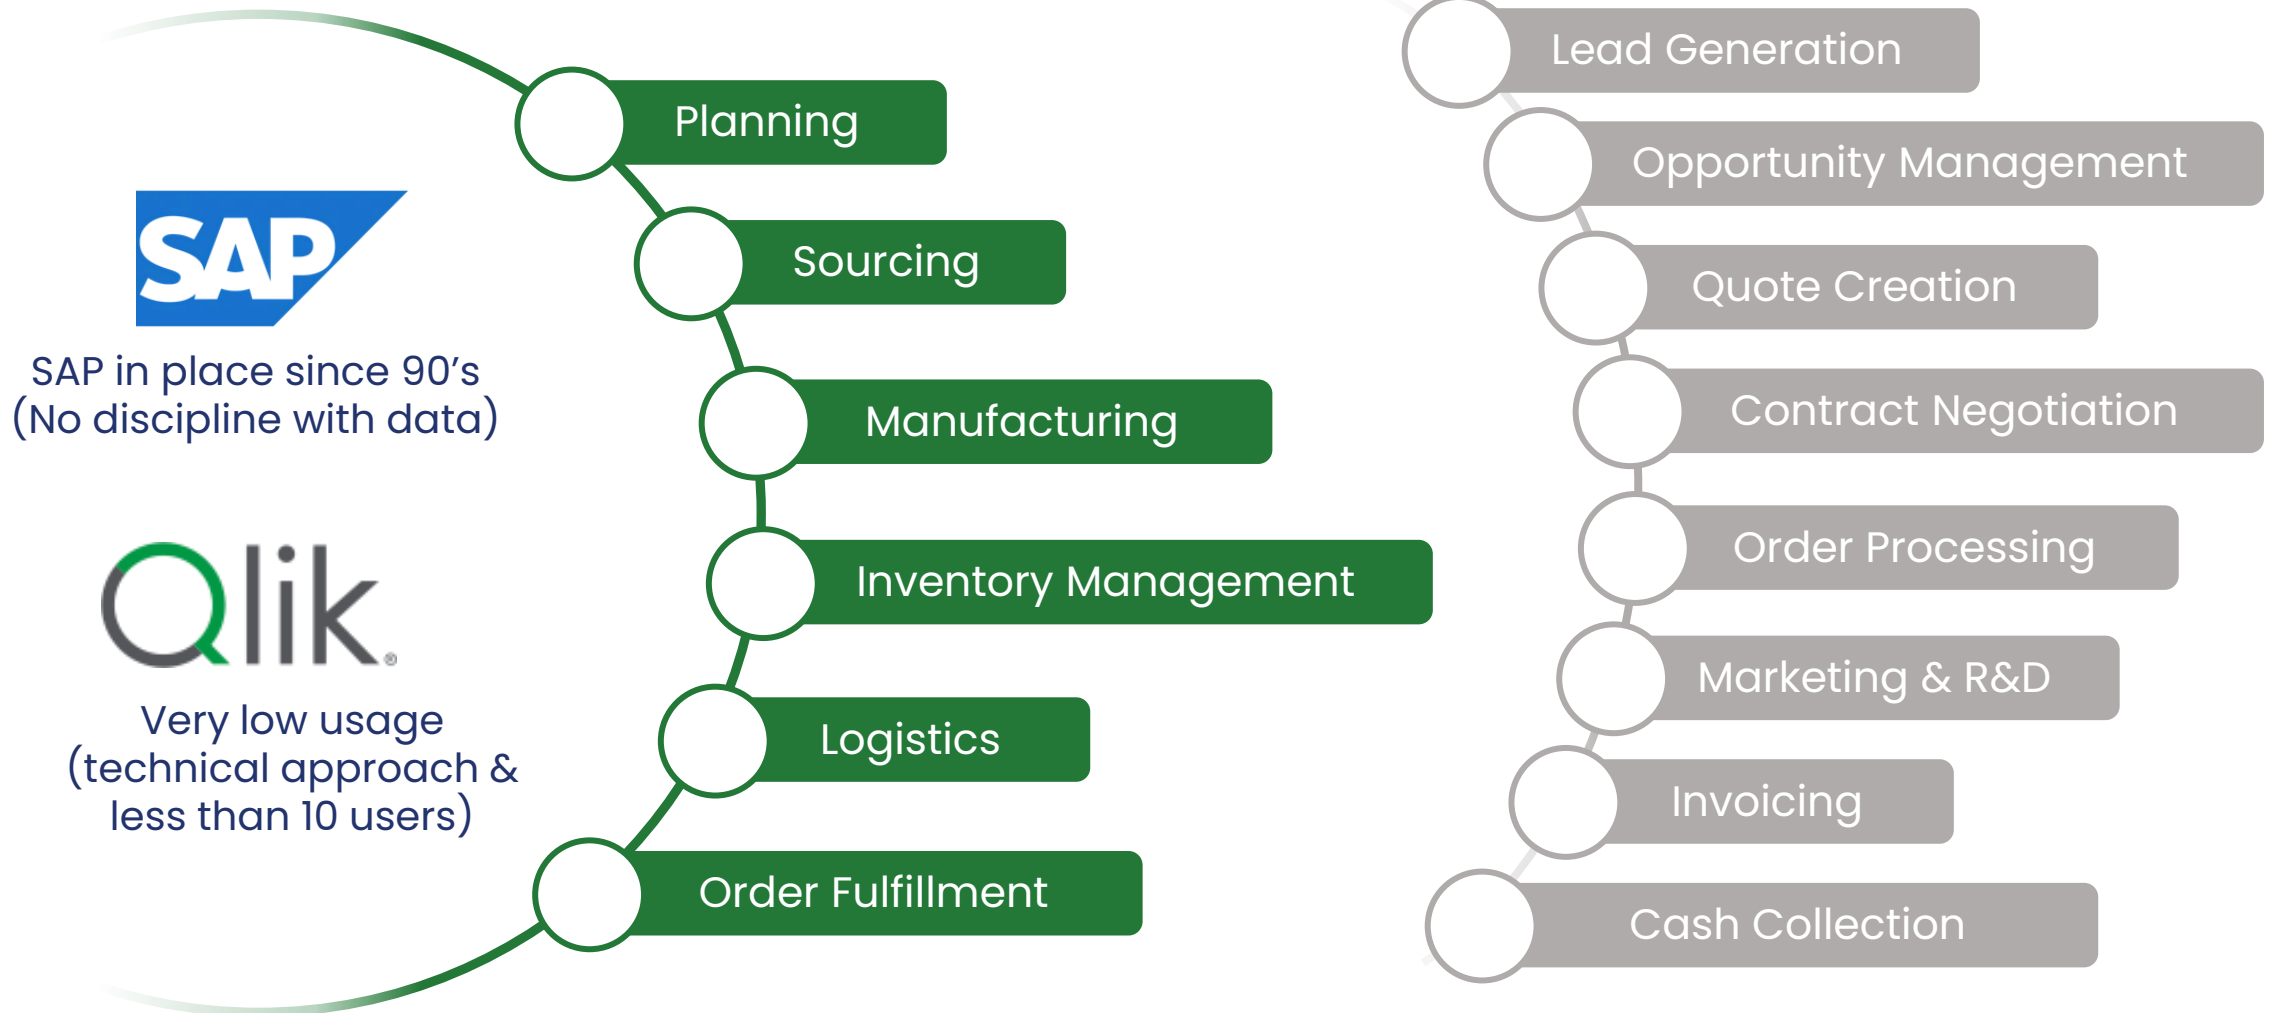 SAP
SAP in place since 90’s
(No discipline with data)
Qlik®
Very low usage
(technical approach &
less than 10 users)
Planning
Sourcing
Manufacturing
Inventory Management
Logistics
Order Fulfillment
Lead Generation
Opportunity Management
Quote Creation
Contract Negotiation
Order Processing
Marketing & R&D
Invoicing
Cash Collection